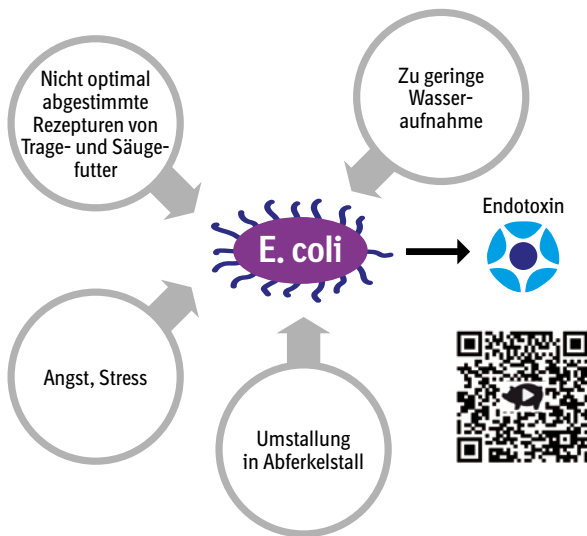 Nicht optimal
abgestimmte
Rezepturen von
Trage- und Säuge-
futter
Zu geringe
Wasser-
aufnahme
E. coli
Endotoxin
Angst, Stress
Umstallung
in Abferkelstall